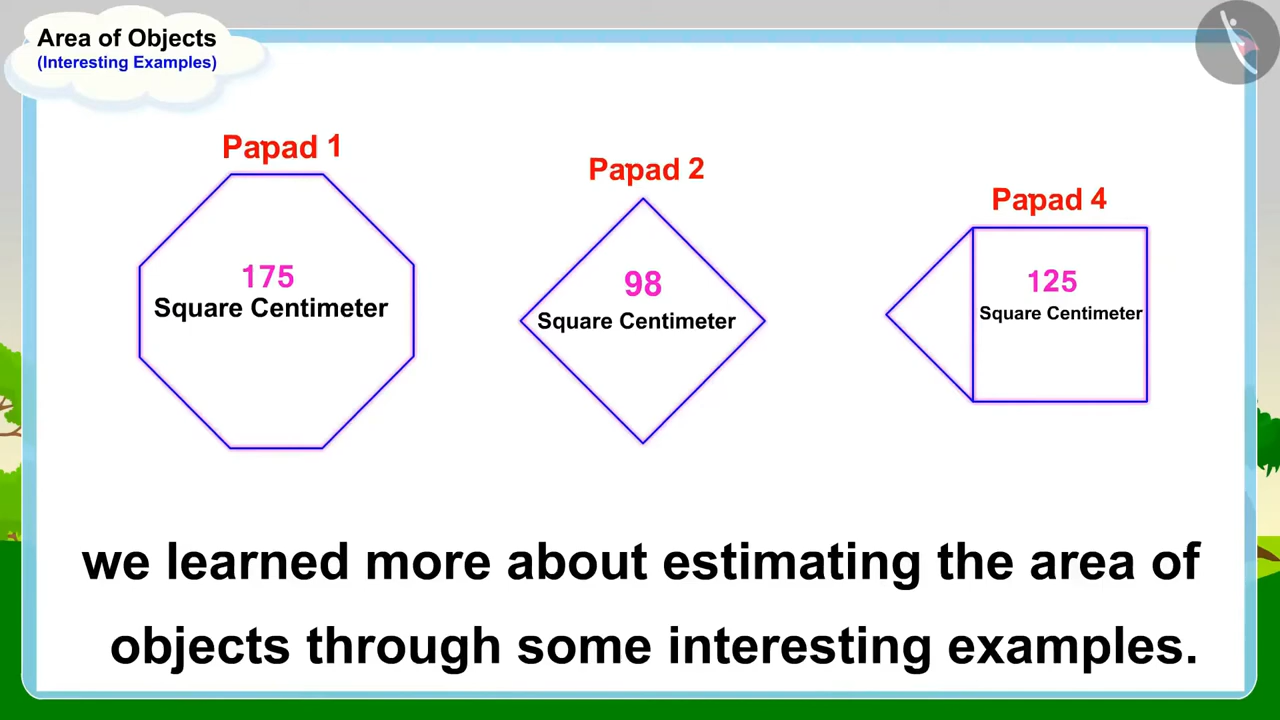 Area of Objects
(Interesting Examples)
Papad 1
175
Square Centimeter
Papad 2
98
Square Centimeter
Papad 4
125
Square Centimeter
we learned more about estimating the area of
objects through some interesting examples.